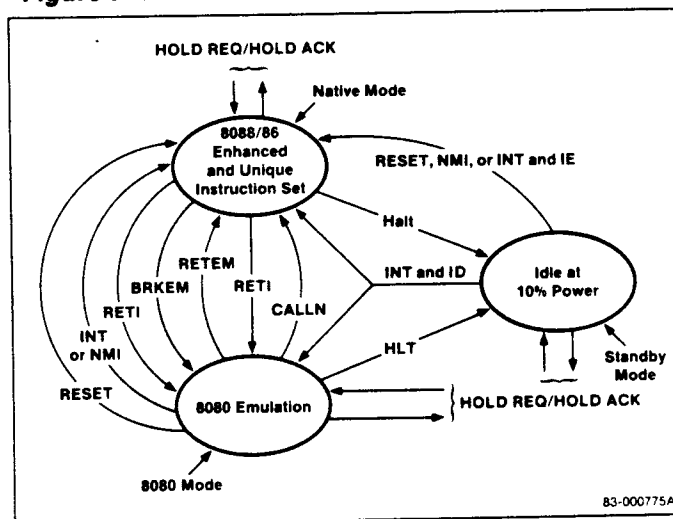 HOLD REQ/HOLD ACK
Native Mode
8088/86
Enhanced
and Unique
Instruction Set
RESET, NMI, or INT and IE
Halt
Idle at
10% Power
INT and ID
RETEM
BRKEM
RETI
RETI
CALLN
INT
or NMI
HLT
Standby
Mode
RESET
8080 Emulation
HOLD REQ/HOLD ACK
8080 Mode
83-000775A